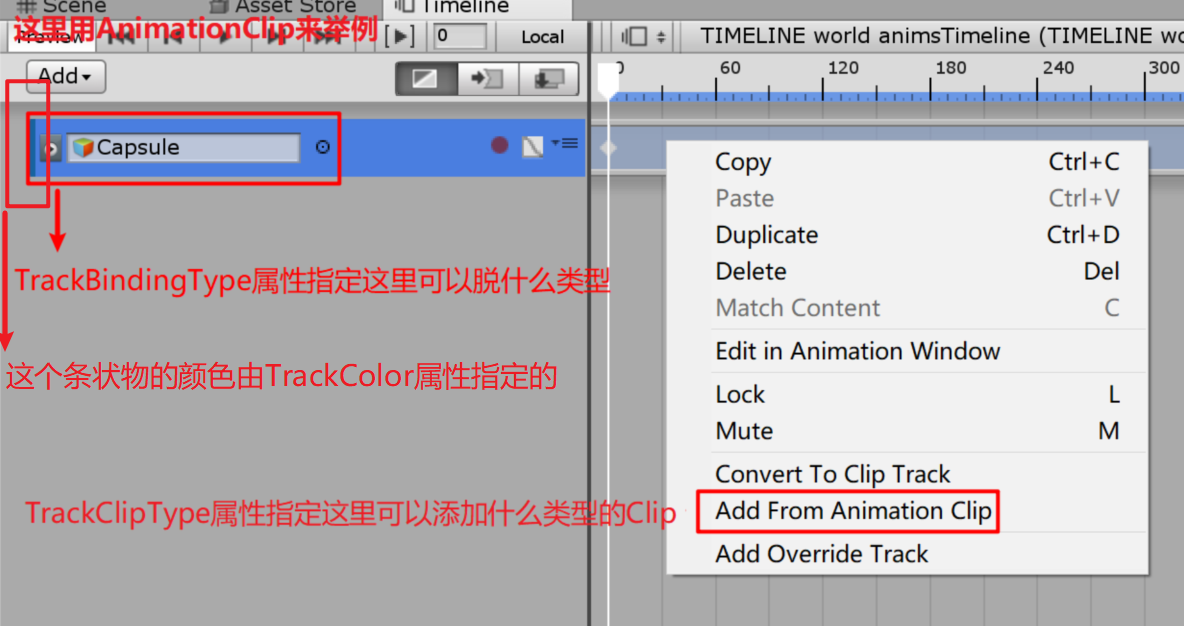 Scene
Asset Store
Timeline
这里用AnimationClip来举例
Preview
0
Local
TIMELINE world animsTimeline (TIMELINE wo
Add
0
60
120
180
240
300
Capsule
TrackBindingType属性指定这里可以脱什么类型
这个条状物的颜色由TrackColor属性指定的
TrackClipType属性指定这里可以添加什么类型的Clip
Copy Ctrl+C
Paste Ctrl+V
Duplicate Ctrl+D
Delete Del
Match Content C
Edit in Animation Window
Lock L
Mute M
Convert To Clip Track
Add From Animation Clip
Add Override Track